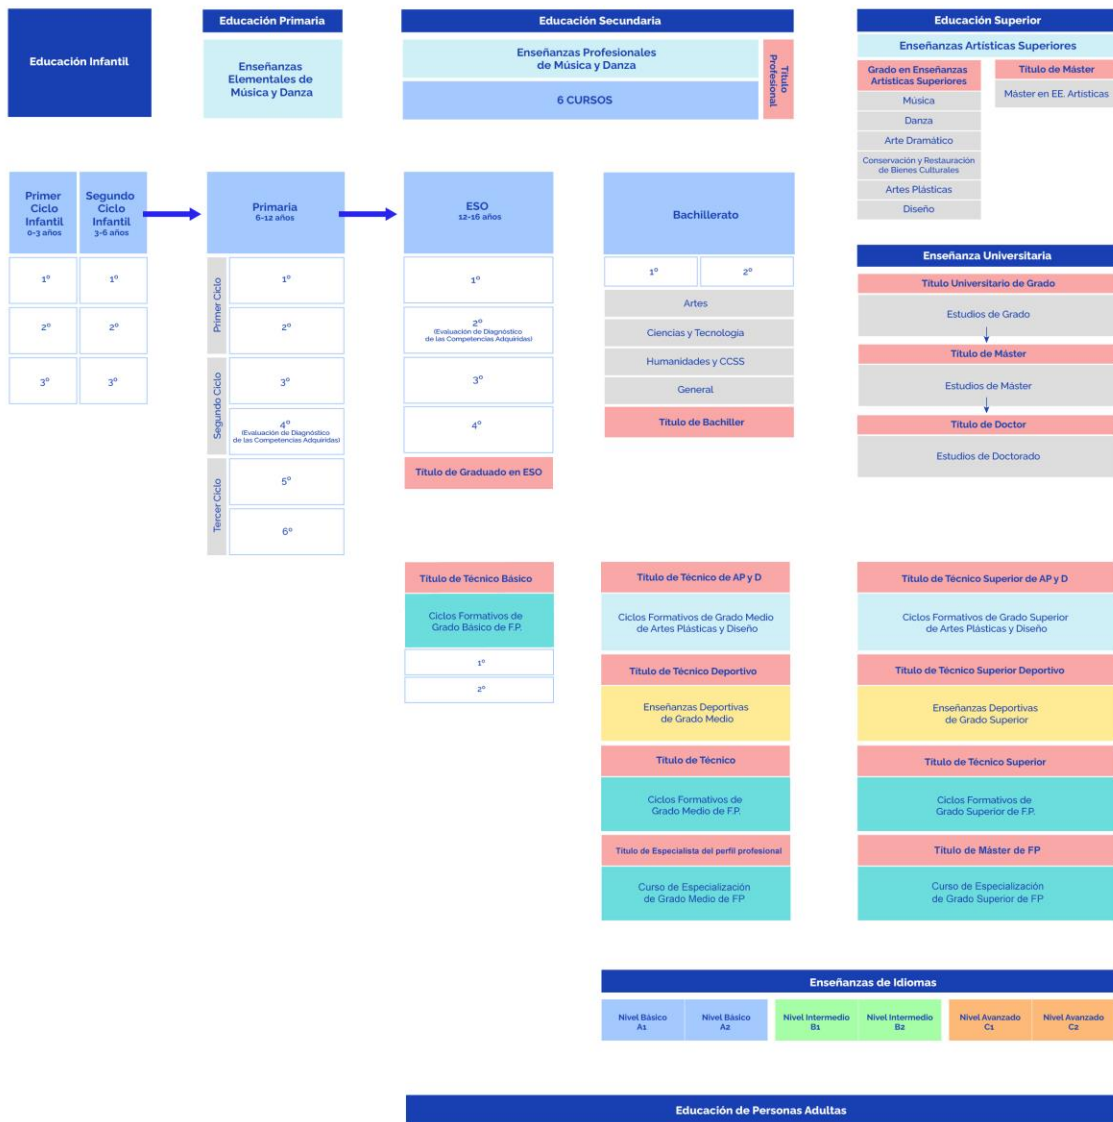 Educación Infantil
Educación Primaria
Enseñanzas
Elementales de
Música y Danza
Educación Secundaria
Enseñanzas Profesionales
de Música y Danza
6 CURSOS
Título
Profesional
Educación Superior
Enseñanzas Artísticas Superiores
Grado en Enseñanzas
Artísticas Superiores
Música
Danza
Arte Dramático
Conservación y Restauración
de Bienes Culturales
Artes Plásticas
Diseño
Título de Máster
Máster en EE. Artísticas
Primer
Ciclo
Infantil
0-3 años
1º
2º
3º
Segundo
Ciclo
Infantil
3-6 años
1º
2º
3º
Primaria
6-12 años
Primer Ciclo
1º
2º
Segundo Ciclo
3º
4º
(Evaluación de Diagnóstico
de las Competencias Adquiridas)
Tercer Ciclo
5º
6º
ESO
12-16 años
1º
2º
(Evaluación de Diagnóstico
de las Competencias Adquiridas)
3º
4º
Título de Graduado en ESO
Bachillerato
1º
2º
Artes
Ciencias y Tecnología
Humanidades y CCSS
General
Título de Bachiller
Enseñanza Universitaria
Título Universitario de Grado
Estudios de Grado
Título de Máster
Estudios de Máster
Título de Doctor
Estudios de Doctorado
Título de Técnico Básico
Ciclos Formativos de
Grado Básico de F.P.
1º
2º
Título de Técnico de AP y D
Ciclos Formativos de Grado Medio
de Artes Plásticas y Diseño
Título de Técnico Deportivo
Enseñanzas Deportivas
de Grado Medio
Título de Técnico
Ciclos Formativos de
Grado Medio de F.P.
Título de Especialista del perfil profesional
Curso de Especialización
de Grado Medio de FP
Título de Técnico Superior de AP y D
Ciclos Formativos de Grado Superior
de Artes Plásticas y Diseño
Título de Técnico Superior Deportivo
Enseñanzas Deportivas
de Grado Superior
Título de Técnico Superior
Ciclos Formativos de
Grado Superior de F.P.
Título de Máster de FP
Curso de Especialización
de Grado Superior de FP
Enseñanzas de Idiomas
Nivel Básico
A1
Nivel Básico
A2
Nivel Intermedio
B1
Nivel Intermedio
B2
Nivel Avanzado
C1
Nivel Avanzado
C2
Educación de Personas Adultas